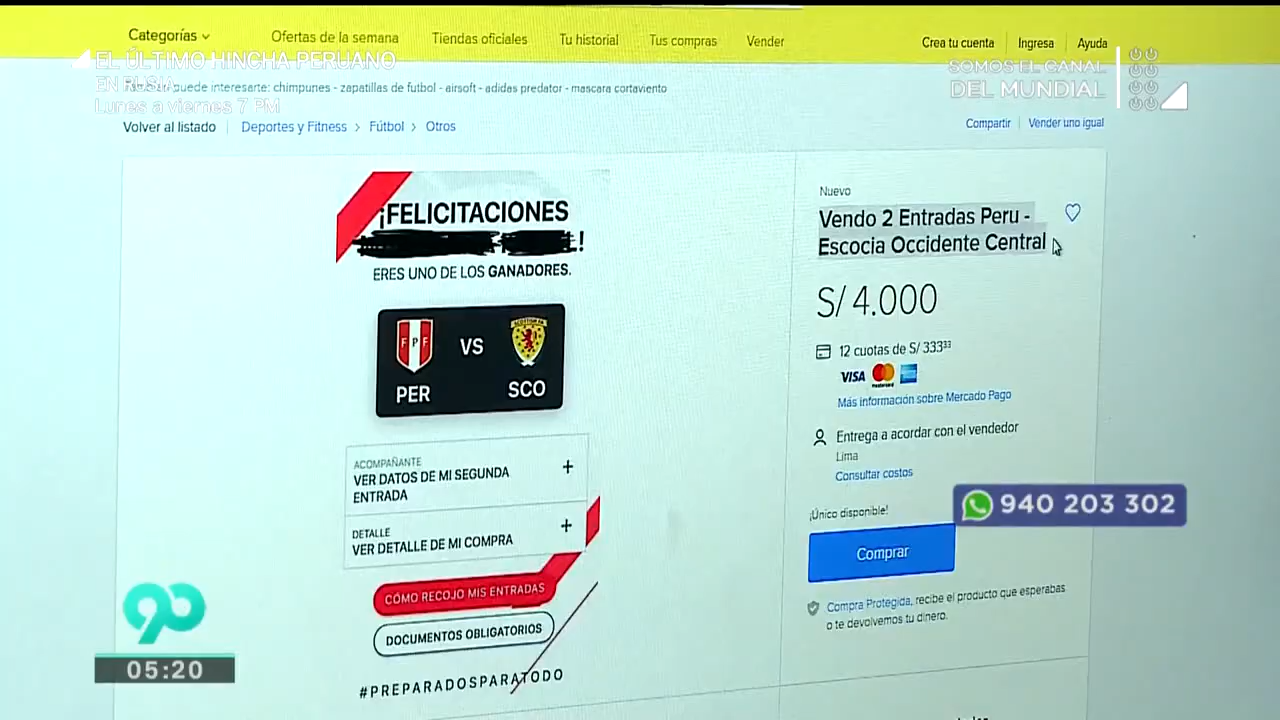 Categorías
Ofertas de la semana
Tiendas oficiales
Tu historial
Tus compras
Vender
Crea tu cuenta
Ingresa
Ayuda
EL ÚLTIMO HINCHA PERUANO
EN RUSIA
Lunes a viernes 7 PM
SOMOS EL CANAL
DEL MUNDIAL
puede interesarte: chimpunes - zapatillas de futbol - airsoft - adidas predator - mascara cortaviento
Volver al listado
Deportes y Fitness > Fútbol > Otros
Compartir
Vender uno igual
¡FELICITACIONES
!
ERES UNO DE LOS GANADORES.
FPF
VS
PER
SCO
ACOMPAÑANTE
VER DATOS DE MI SEGUNDA
ENTRADA
+
DETALLE
VER DETALLE DE MI COMPRA
+
CÓMO RECOJO MIS ENTRADAS
DOCUMENTOS OBLIGATORIOS
#PREPARADOSPARATODO
Nuevo
Vendo 2 Entradas Peru -
Escocia Occidente Central
S/ 4.000
12 cuotas de S/ 333³³
VISA mastercard
Más información sobre Mercado Pago
Entrega a acordar con el vendedor
Lima
Consultar costos
¡Único disponible!
940 203 302
Comprar
Compra Protegida, recibe el producto que esperabas
o te devolvemos tu dinero.
90
05:20